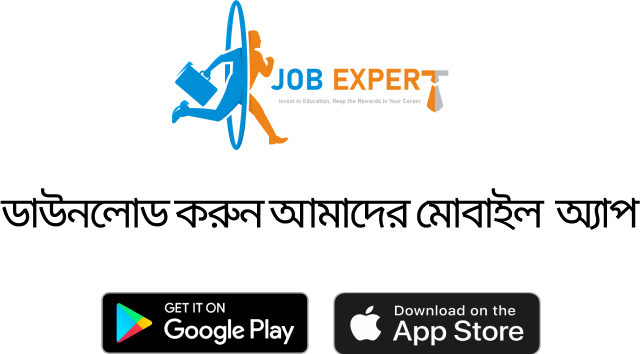 JOB EXPERT
Invest In Education, Reap the Rewards in Your Career
ডাউনলোড করুন আমাদের মোবাইল অ্যাপ
GET IT ON
Google Play
Download on the
App Store